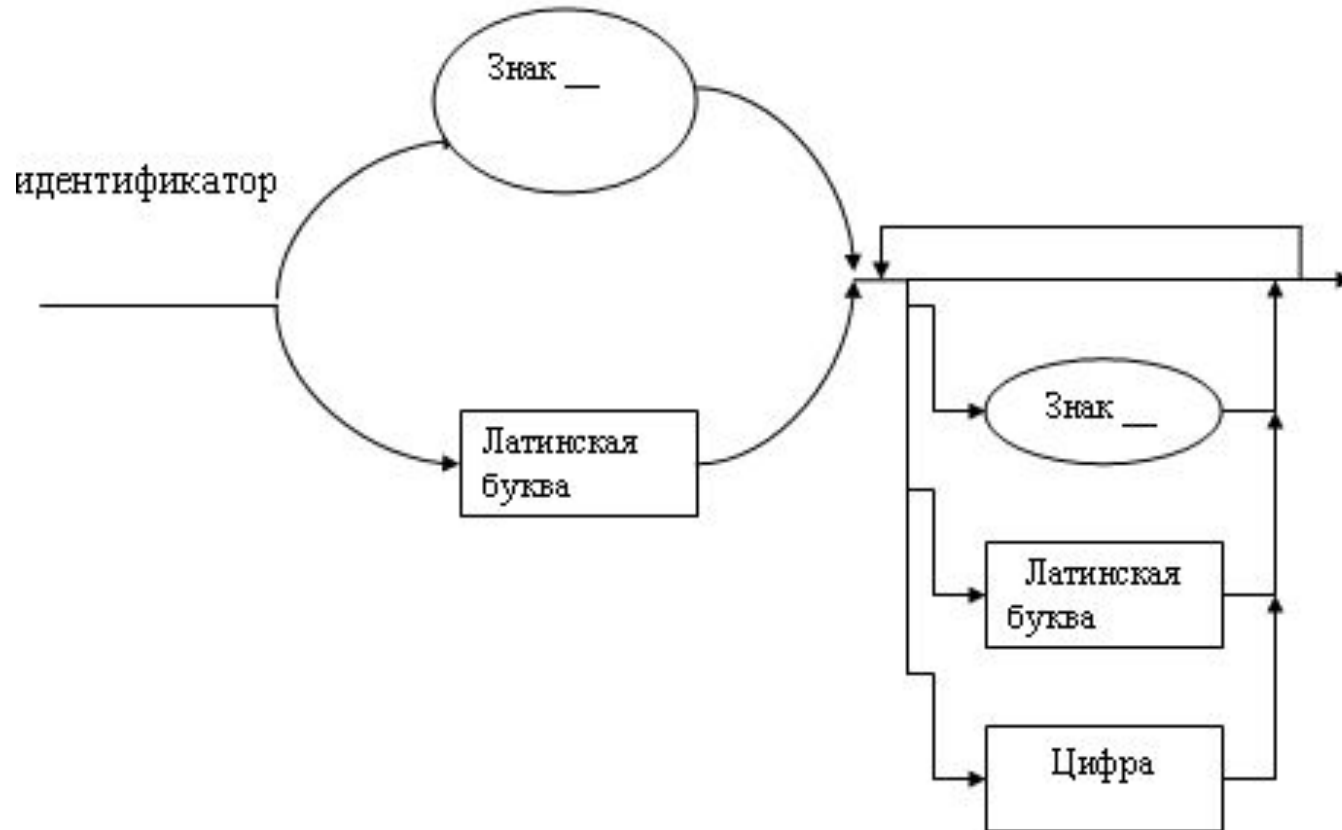 Знак __
идентификатор
Латинская
буква
Знак __
Латинская
буква
Цифра